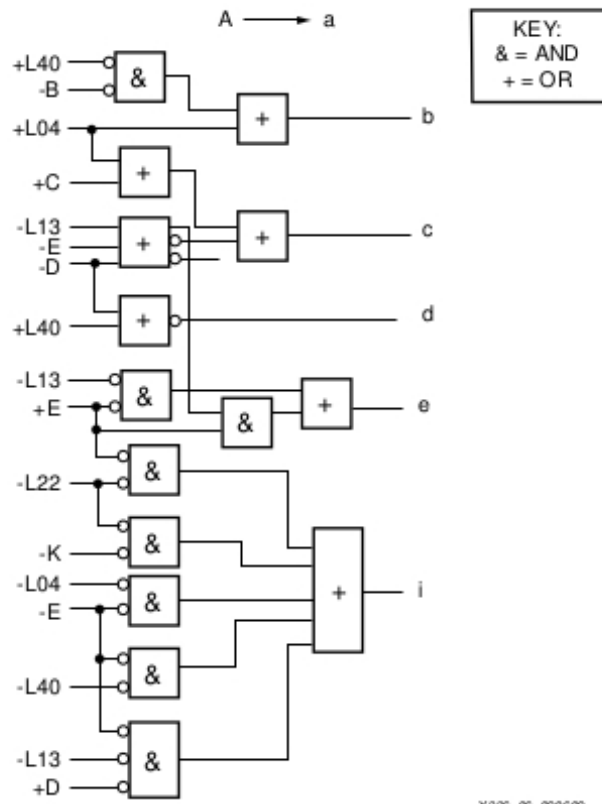 A a
KEY:
& = AND
+ = OR
+L40
-B
&
+
b
+L04
+C
+
+
c
-L13
-E
-D
+
+L40
+
d
-L13
+E
&
&
+
e
-L22
&
-K
&
-L04
-E
&
+
i
-L40
&
-L13
+D
&